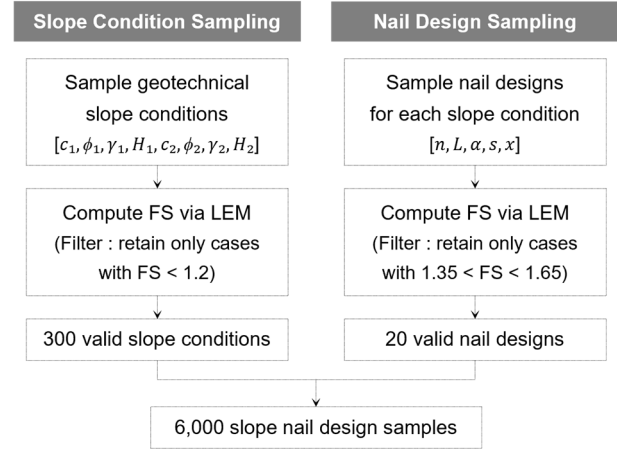 Slope Condition Sampling
Sample geotechnical
slope conditions
[c₁, ϕ₁, γ₁, H₁, c₂, ϕ₂, γ₂, H₂]
Compute FS via LEM
(Filter : retain only cases
with FS < 1.2)
300 valid slope conditions
Nail Design Sampling
Sample nail designs
for each slope condition
[n, L, α, s, x]
Compute FS via LEM
(Filter : retain only cases
with 1.35 < FS < 1.65)
20 valid nail designs
6,000 slope nail design samples